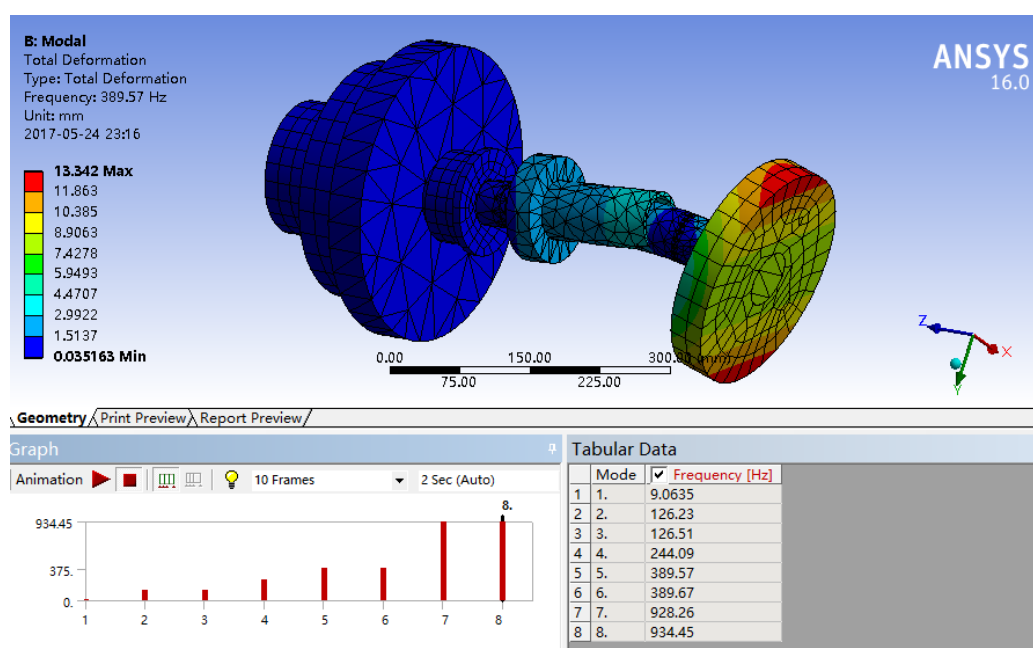 B: Modal
Total Deformation
Type: Total Deformation
Frequency: 389.57 Hz
Unit: mm
2017-05-24 23:16
13.342 Max
11.863
10.385
8.9063
7.4278
5.9493
4.4707
2.9922
1.5137
0.035163 Min
ANSYS
16.0
0.00 150.00 300.00 (mm)
75.00 225.00
Z
X
Y
Geometry Print Preview Report Preview
Graph
Animation 10 Frames 2 Sec (Auto)
8.
934.45
375.
0.
1 2 3 4 5 6 7 8
Tabular Data
Mode Frequency [Hz]
1 1. 9.0635
2 2. 126.23
3 3. 126.51
4 4. 244.09
5 5. 389.57
6 6. 389.67
7 7. 928.26
8 8. 934.45